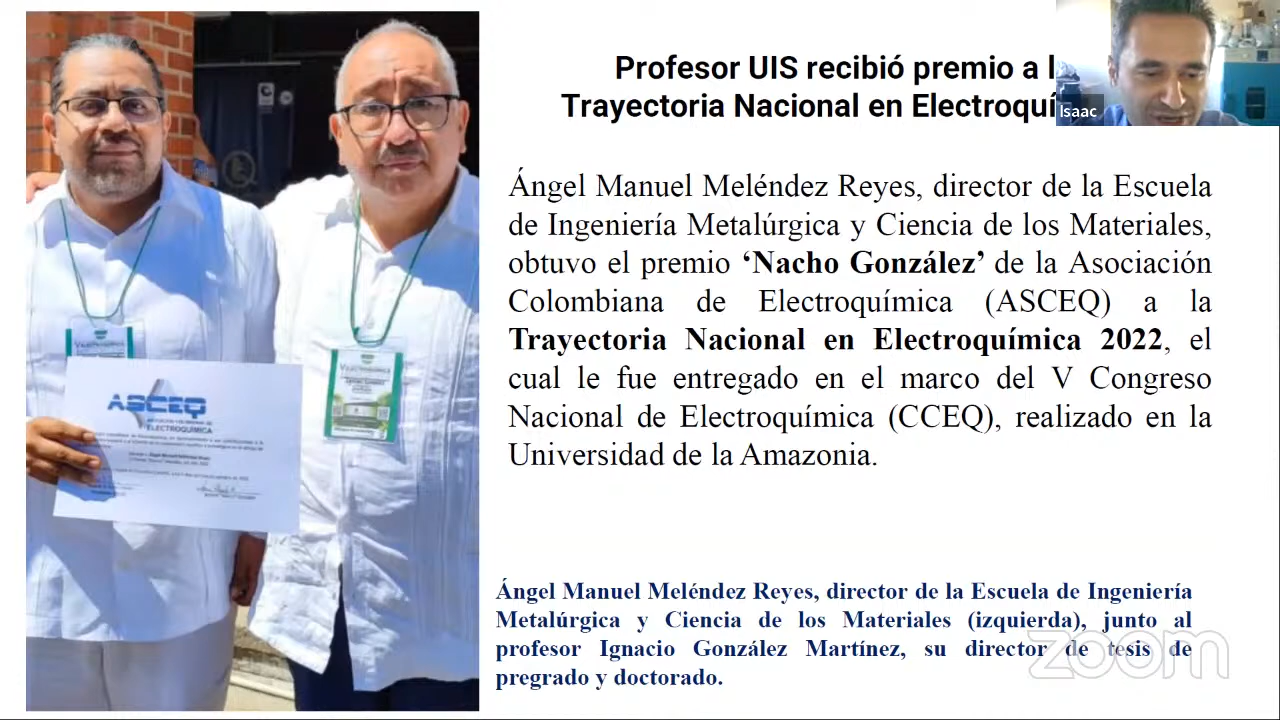 Profesor UIS recibió premio a l
Trayectoria Nacional en Electroquí
Isaac
Ángel Manuel Meléndez Reyes, director de la Escuela
de Ingeniería Metalúrgica y Ciencia de los Materiales,
obtuvo el premio ‘Nacho González’ de la Asociación
Colombiana de Electroquímica (ASCEQ) a la
Trayectoria Nacional en Electroquímica 2022, el
cual le fue entregado en el marco del V Congreso
Nacional de Electroquímica (CCEQ), realizado en la
Universidad de la Amazonia.
ASCEQ
ELECTROQUÍMICA
Ángel Manuel Meléndez Reyes, director de la Escuela de Ingeniería
Metalúrgica y Ciencia de los Materiales (izquierda), junto al
profesor Ignacio González Martínez, su director de tesis de
pregrado y doctorado.
zoom